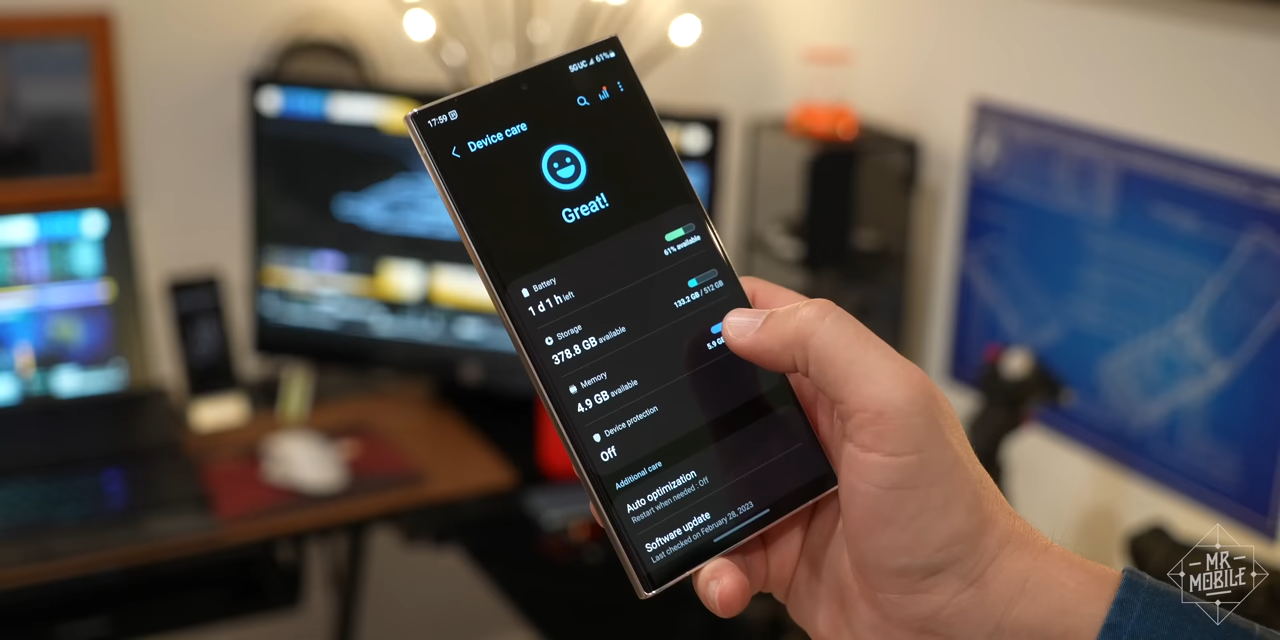 17:59
5GUC 61%
Device care
Great!
Battery
1 d 1 h left
61% available
Storage
378.8 GB available
133.2 GB / 512 GB
Memory
4.9 GB available
5.9
Device protection
Off
Additional care
Auto optimization
Restart when needed : Off
Software update
Last checked on February 28, 2023
MR
MOBILE